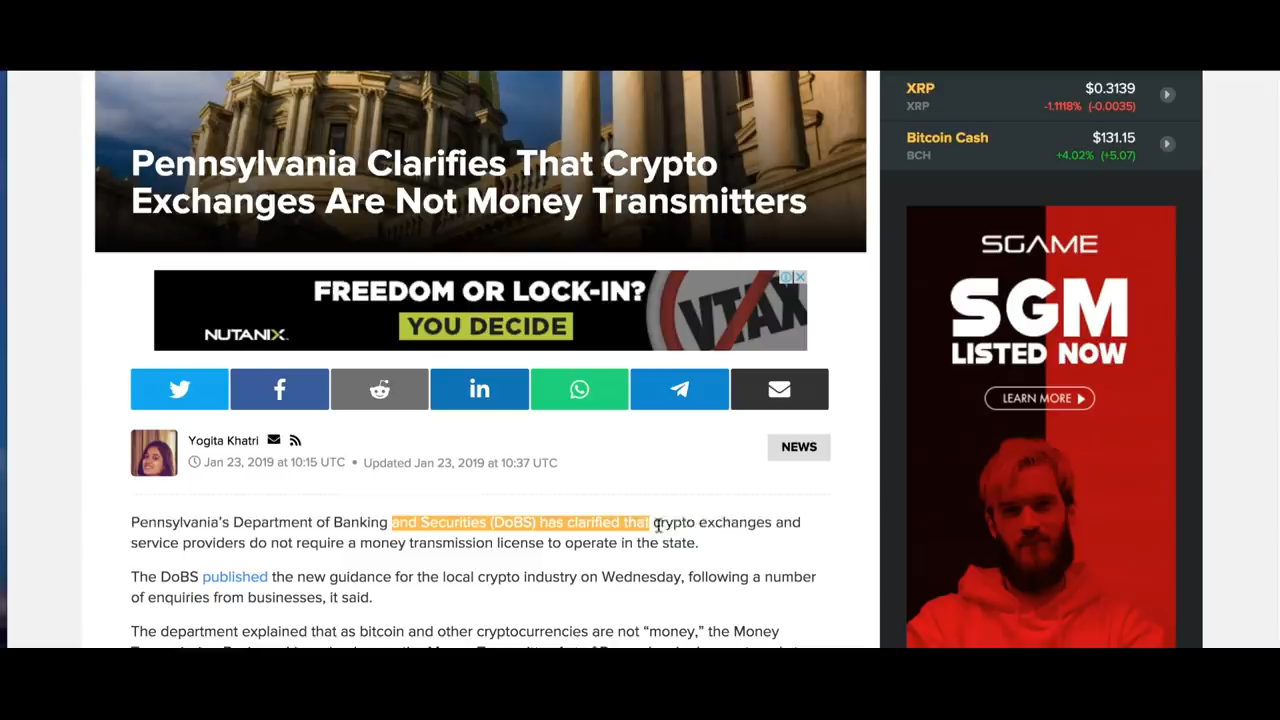 Pennsylvania Clarifies That Crypto
Exchanges Are Not Money Transmitters
FREEDOM OR LOCK-IN?
YOU DECIDE
NUTANIX
VTAX
Yogita Khatri
Jan 23, 2019 at 10:15 UTC • Updated Jan 23, 2019 at 10:37 UTC
NEWS
Pennsylvania's Department of Banking and Securities (DoBS) has clarified that crypto exchanges and
service providers do not require a money transmission license to operate in the state.
The DoBS published the new guidance for the local crypto industry on Wednesday, following a number
of enquiries from businesses, it said.
The department explained that as bitcoin and other cryptocurrencies are not “money,” the Money
XRP $0.3139
XRP -1.1118% (-0.0035)
Bitcoin Cash $131.15
BCH +4.02% (+5.07)
SGAME
SGM
LISTED NOW
LEARN MORE